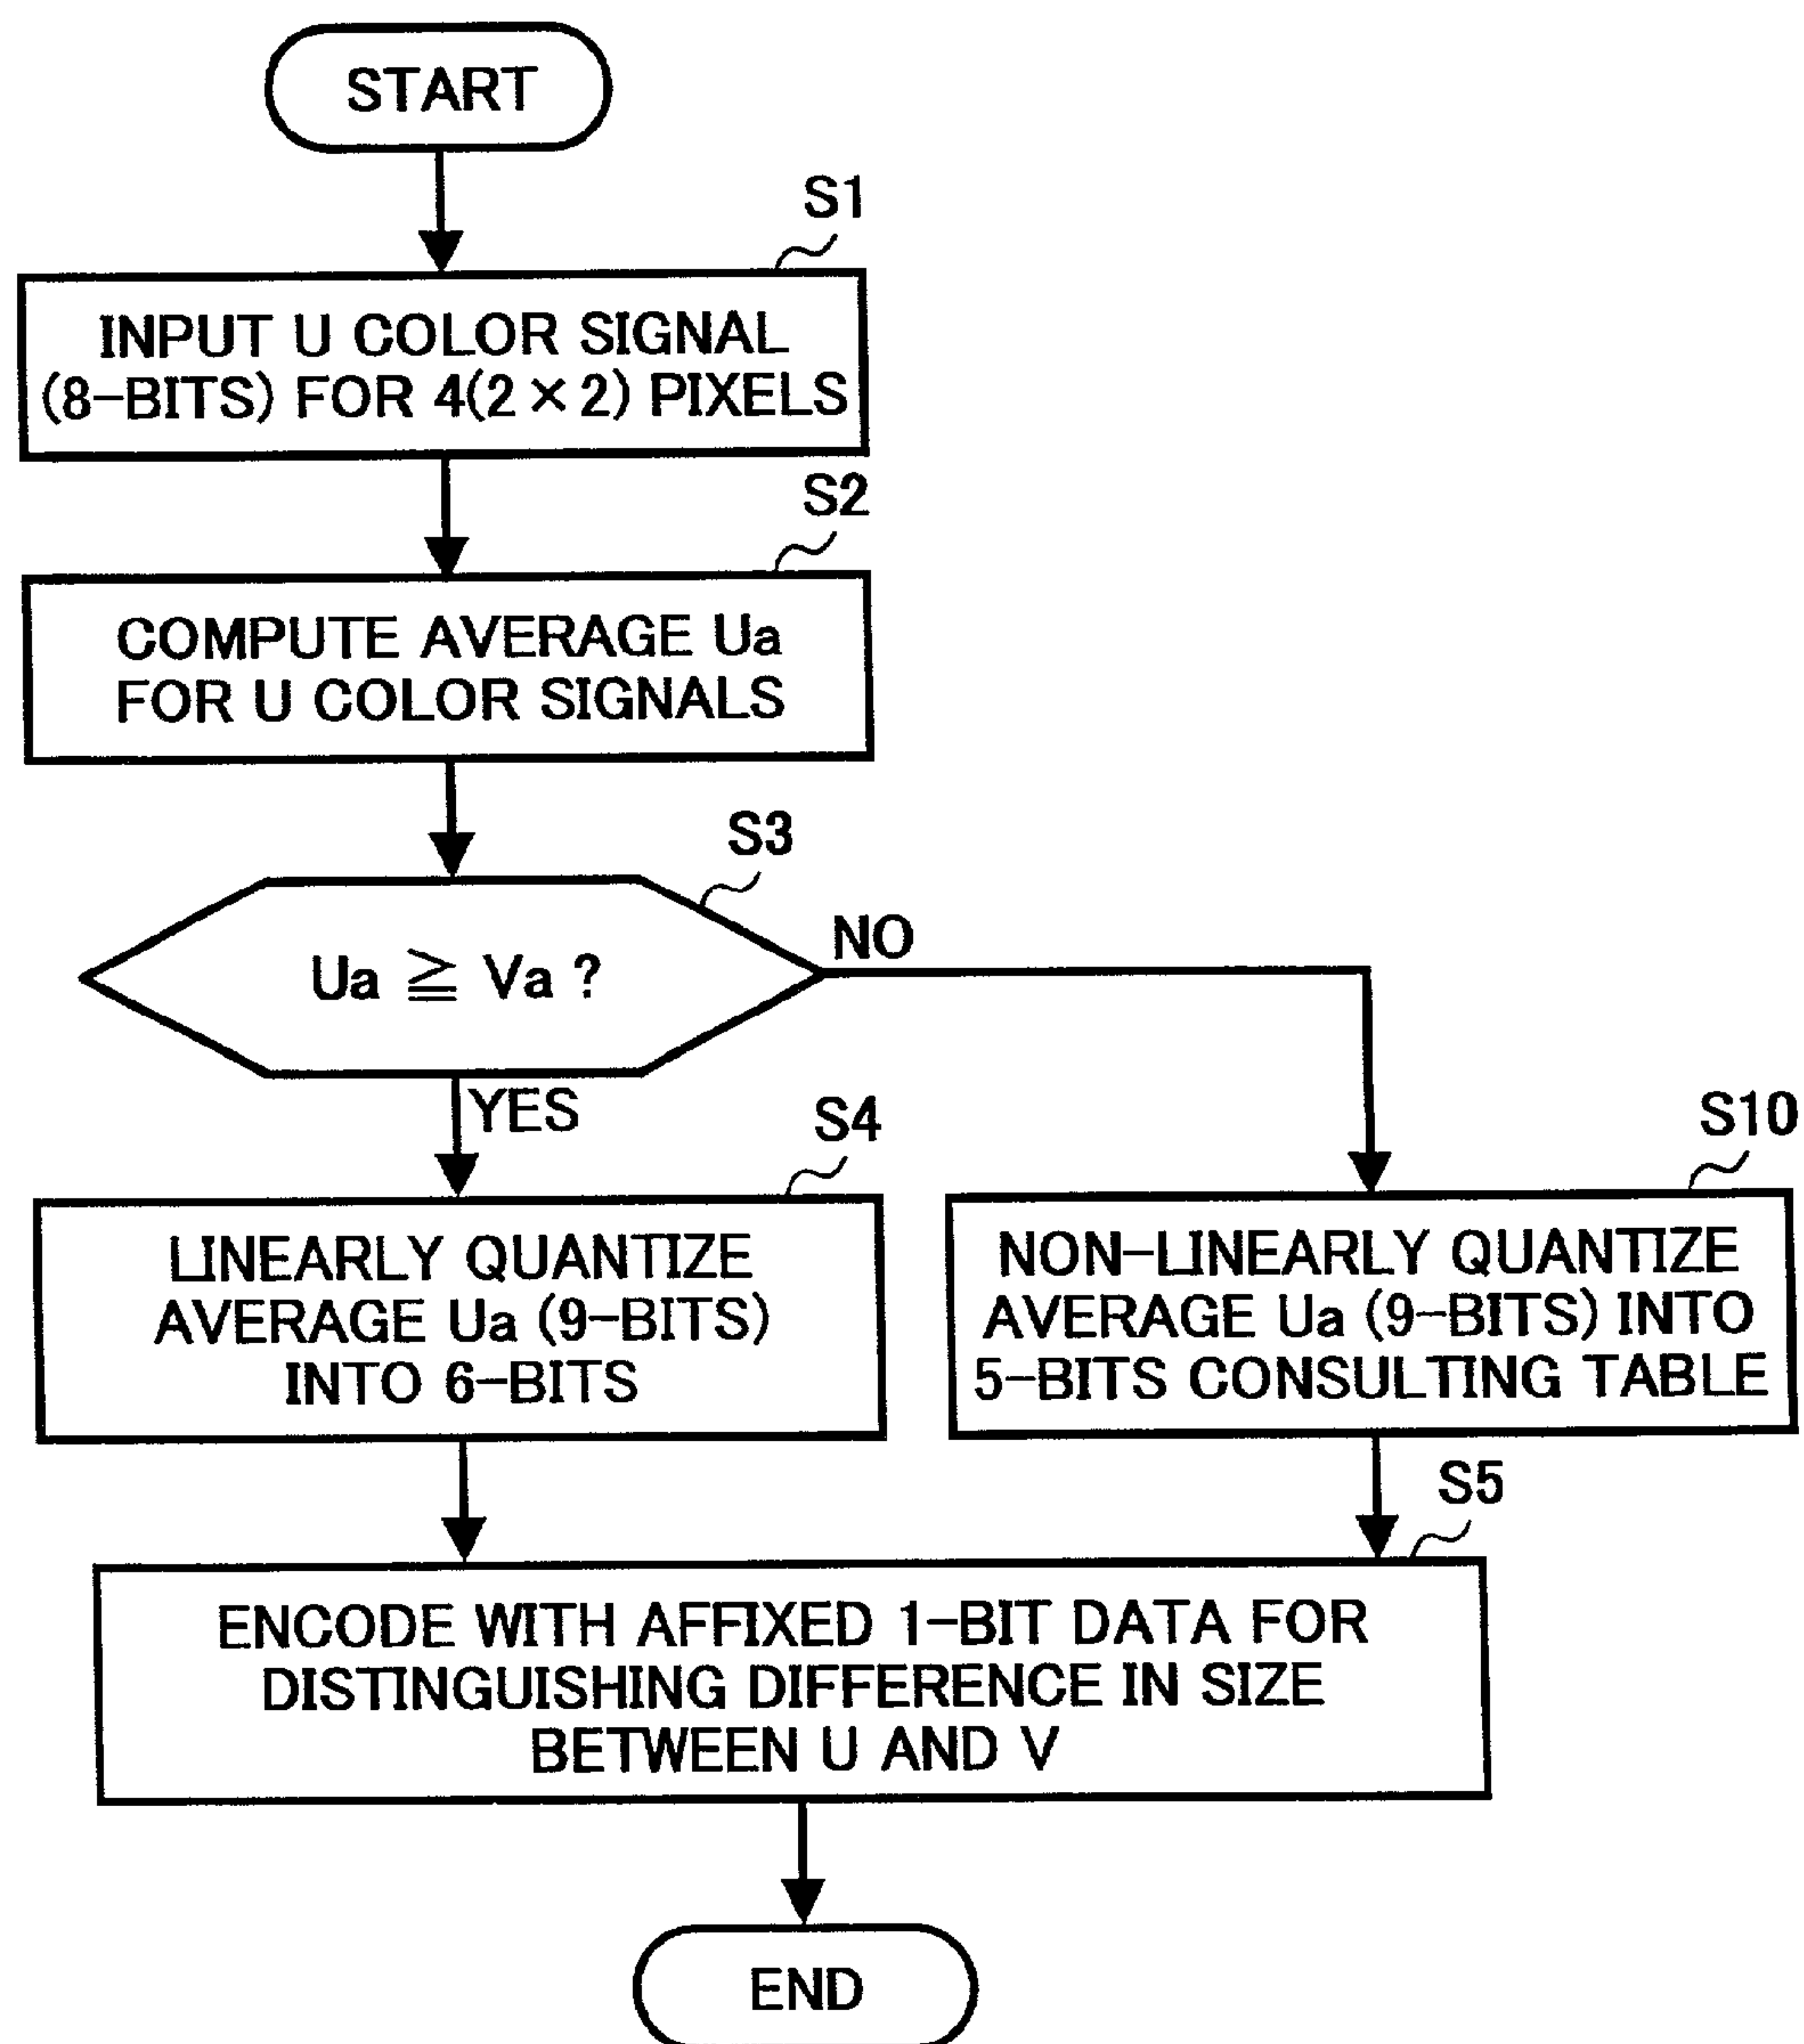 START
S1
INPUT U COLOR SIGNAL
(8-BITS) FOR 4(2 × 2) PIXELS
S2
COMPUTE AVERAGE Ua
FOR U COLOR SIGNALS
S3
Ua ≧ Va ?
NO
YES
S4
LINEARLY QUANTIZE
AVERAGE Ua (9-BITS)
INTO 6-BITS
S10
NON-LINEARLY QUANTIZE
AVERAGE Ua (9-BITS) INTO
5-BITS CONSULTING TABLE
S5
ENCODE WITH AFFIXED 1-BIT DATA FOR
DISTINGUISHING DIFFERENCE IN SIZE
BETWEEN U AND V
END